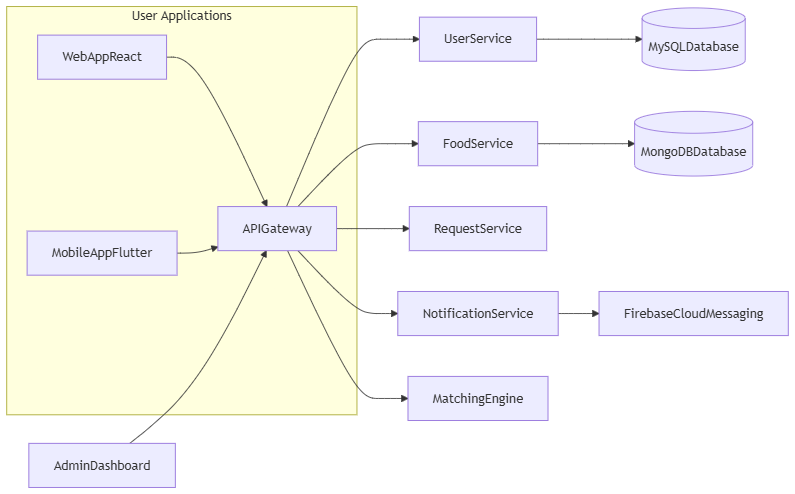 User Applications
WebAppReact
MobileAppFlutter
APIGateway
AdminDashboard
UserService
MySQLDatabase
FoodService
MongoDBDatabase
RequestService
NotificationService
FirebaseCloudMessaging
MatchingEngine